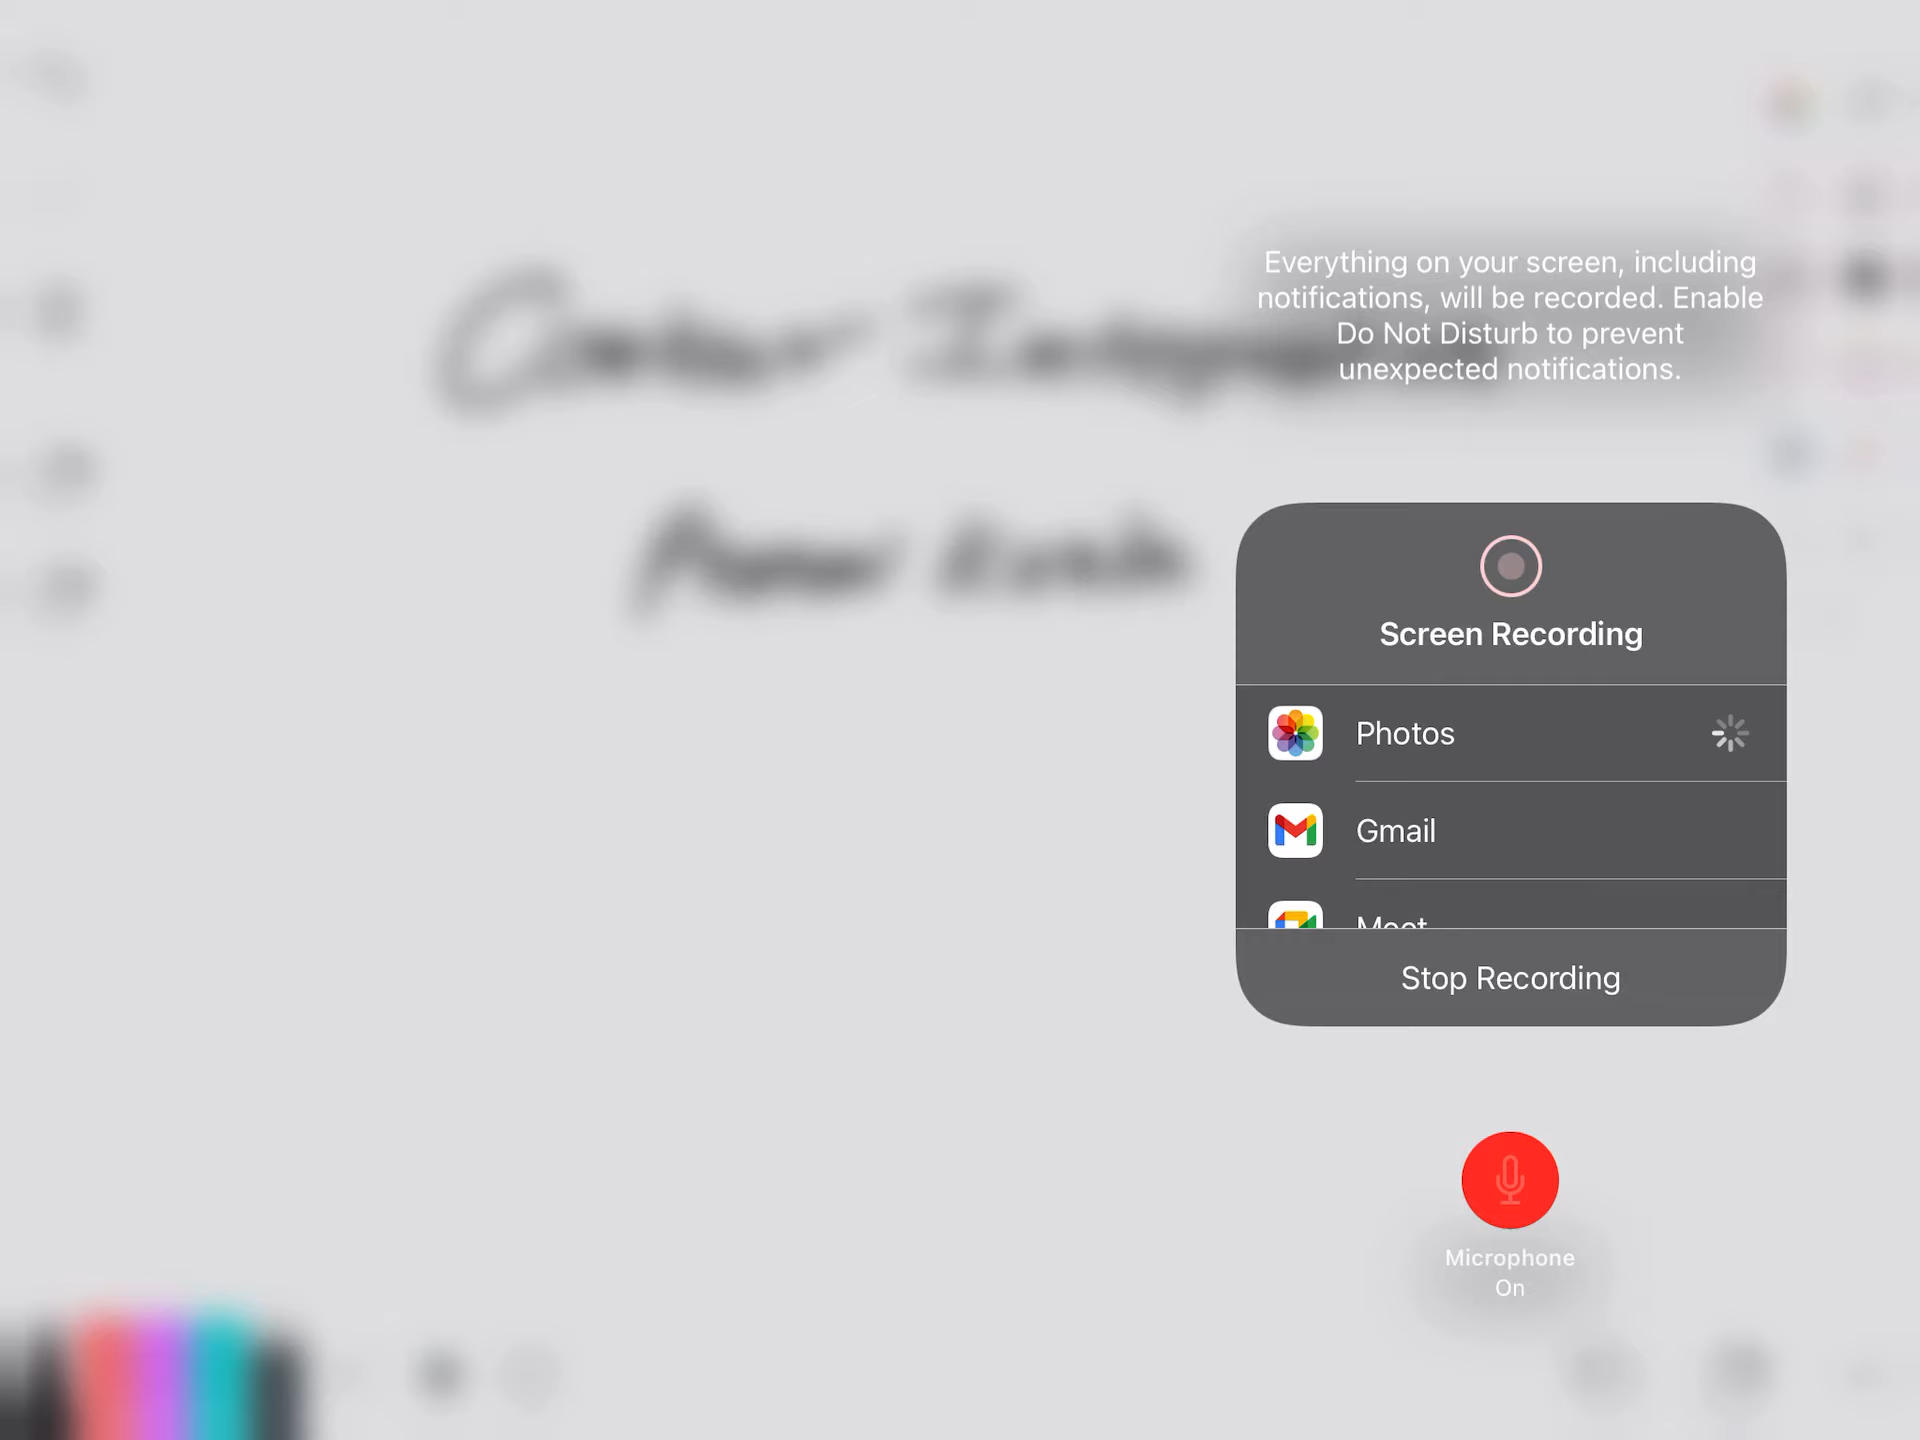 Everything on your screen, including
notifications, will be recorded. Enable
Do Not Disturb to prevent
unexpected notifications.
Screen Recording
Photos
Gmail
Meet
Stop Recording
Microphone
On